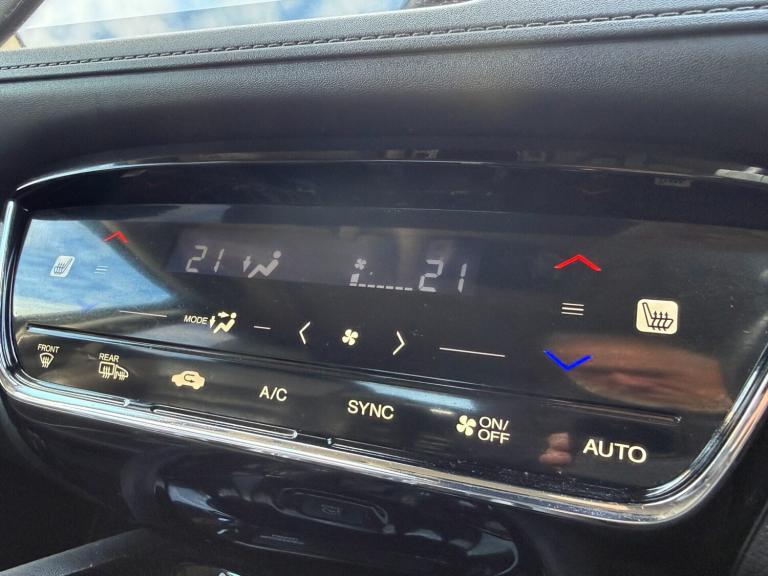 21 21
MODE
FRONT
REAR
A/C
SYNC
ON/
OFF
AUTO